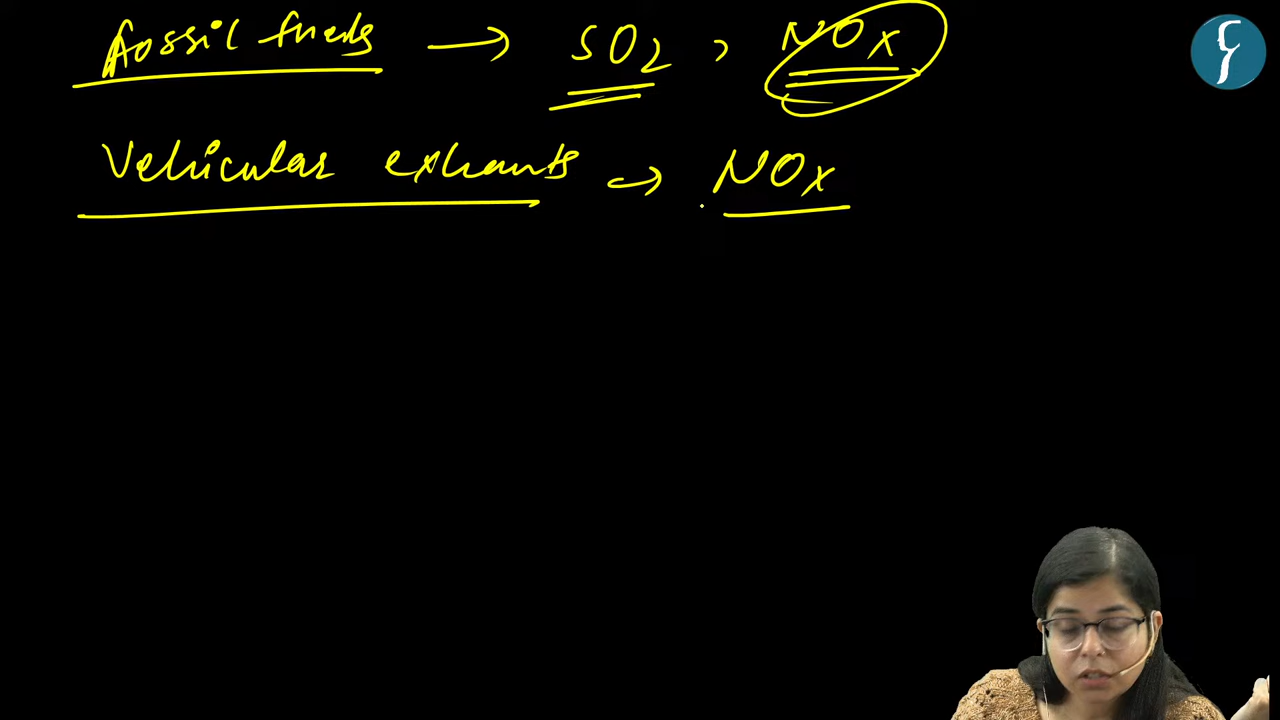 fossil fuels → SO2, NOx
Vehicular exhausts → NOx